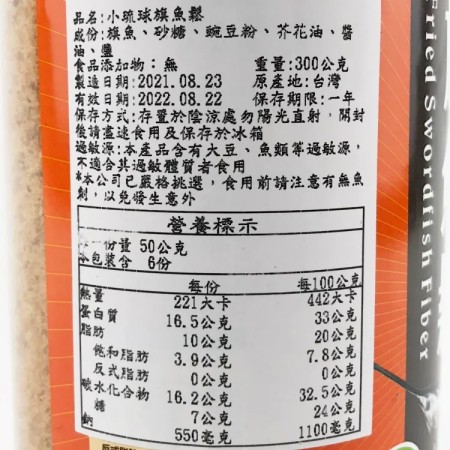 品名:小琉球旗魚鬆
成份:旗魚、砂糖、豌豆粉、芥花油、醬
油、鹽
食品添加物:無 重量:300公克
製造日期:2021.08.23 原產地:台灣
有效日期:2022.08.22 保存期限:一年
保存方式:存置於陰涼處勿陽光直射,開封
後請盡速食用及保存於冰箱
過敏源:本產品含有大豆、魚類等過敏源,
不適合其過敏體質者食用
*本公司已嚴格挑選,食用前請注意有無魚
刺,以免發生意外
營養標示
一份量 50公克
本包裝含 6份
每份 每100公克
熱量 221大卡 442大卡
蛋白質 16.5公克 33公克
脂肪 10公克 20公克
飽和脂肪 3.9公克 7.8公克
反式脂肪 0公克 0公克
碳水化合物 16.2公克 32.5公克
糖 7公克 24公克
鈉 550毫克 1100毫克
Fried Swordfish Fiber